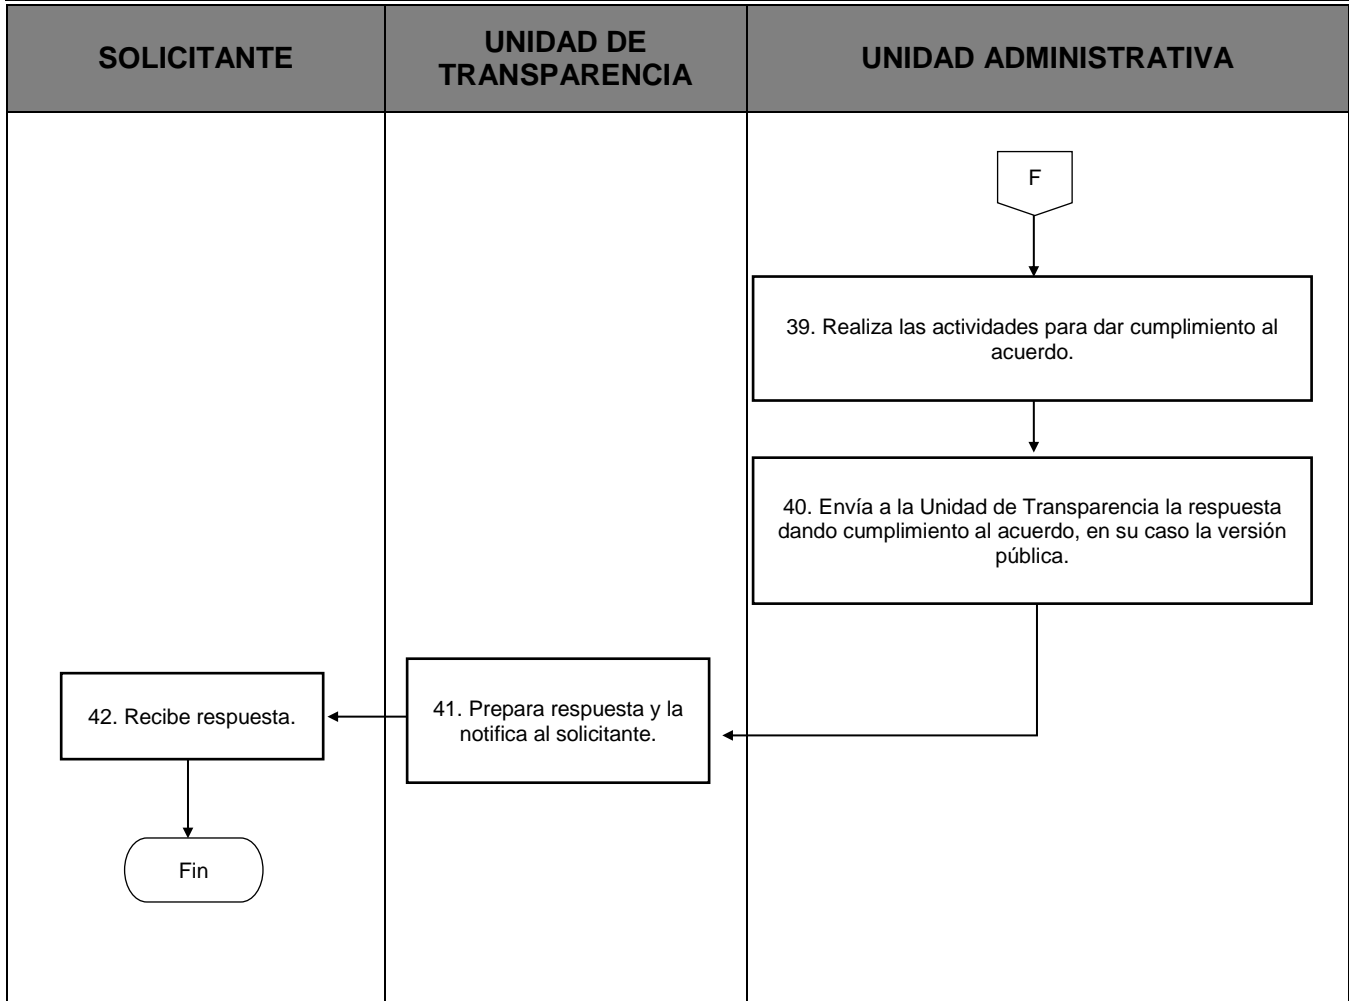 SOLICITANTE
UNIDAD DE
TRANSPARENCIA
UNIDAD ADMINISTRATIVA
F
39. Realiza las actividades para dar cumplimiento al
acuerdo.
40. Envía a la Unidad de Transparencia la respuesta
dando cumplimiento al acuerdo, en su caso la versión
pública.
41. Prepara respuesta y la
notifica al solicitante.
42. Recibe respuesta.
Fin